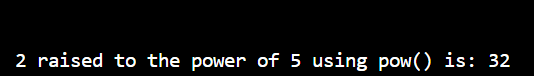 2 raised to the power of 5 using pow() is: 32